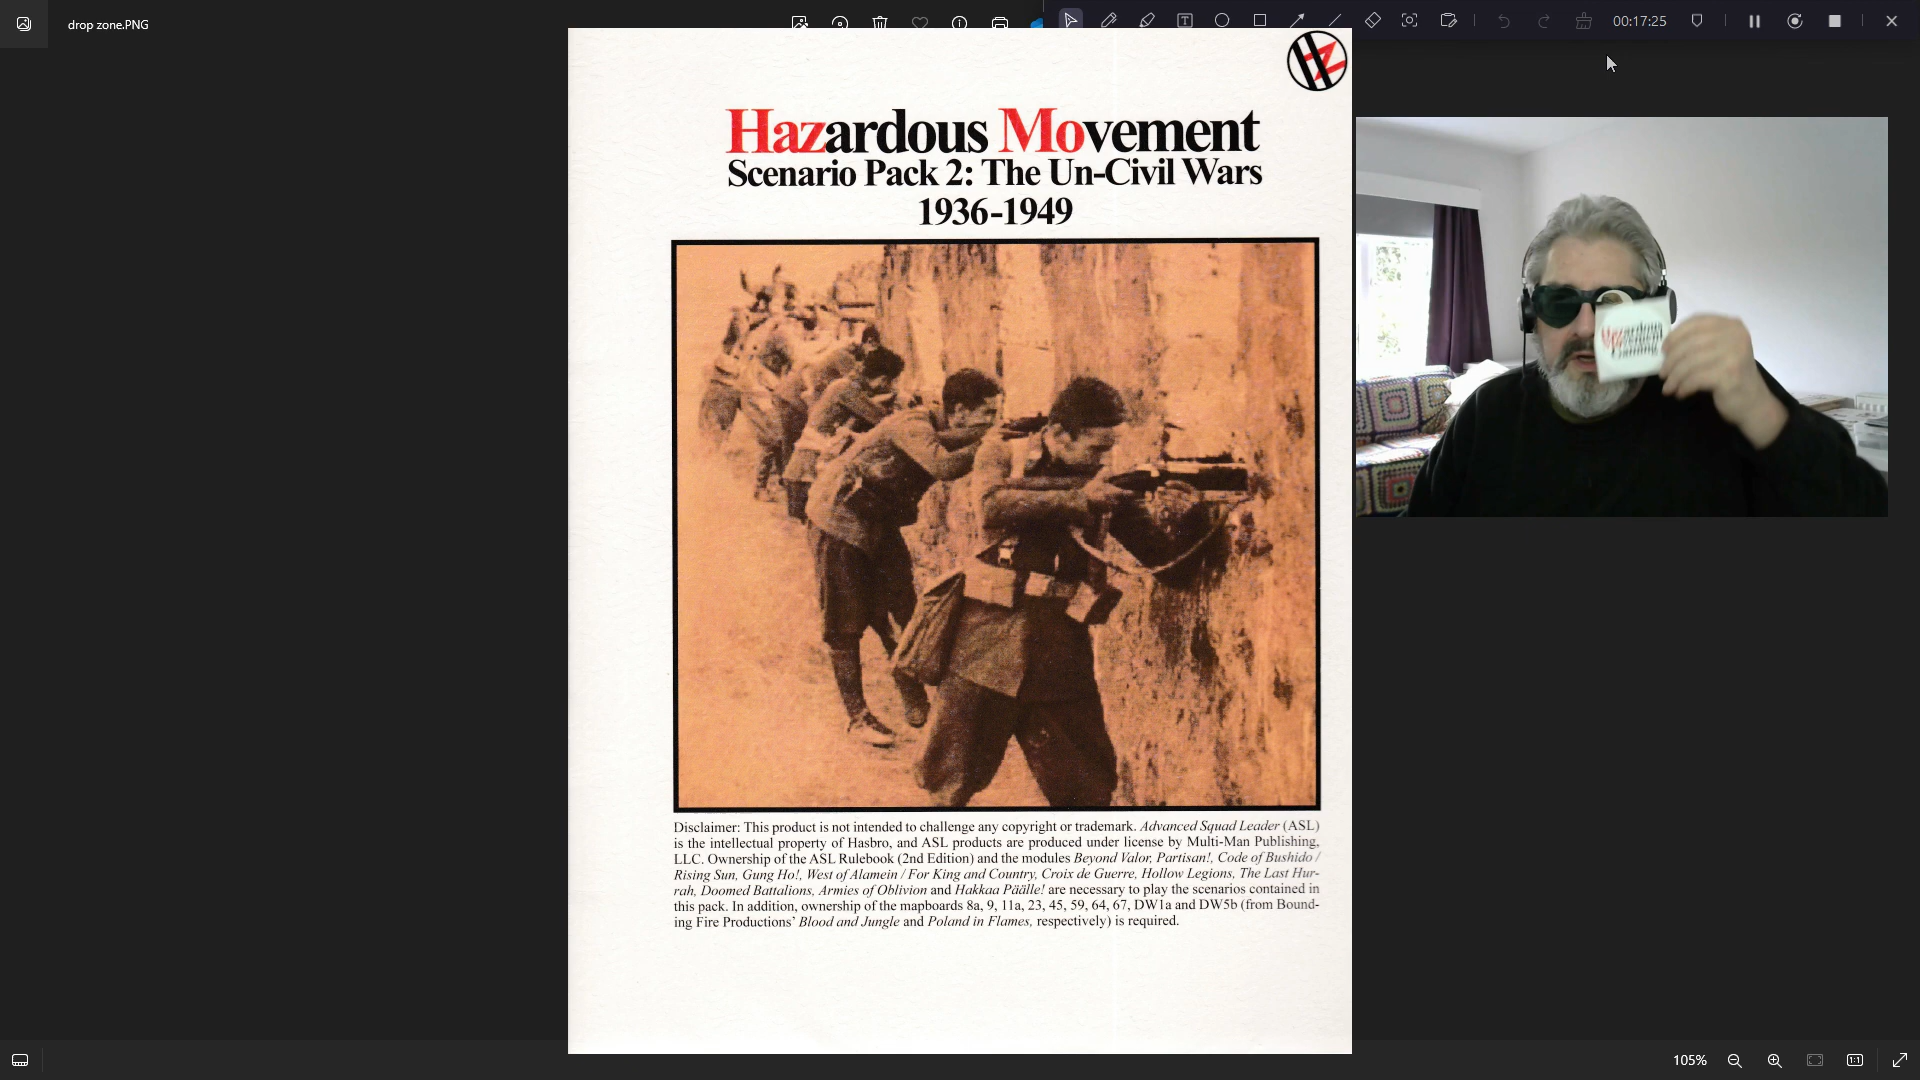 drop zone.PNG
00:17:25
Hazardous Movement
Scenario Pack 2: The Un-Civil Wars
1936-1949
Disclaimer: This product is not intended to challenge any copyright or trademark. Advanced Squad Leader (ASL)
is the intellectual property of Hasbro, and ASL products are produced under license by Multi-Man Publishing,
LLC. Ownership of the ASL Rulebook (2nd Edition) and the modules Beyond Valor, Partisan!, Code of Bushido /
Rising Sun, Gung Ho!, West of Alamein / For King and Country, Croix de Guerre, Hollow Legions, The Last Hur-
rah, Doomed Battalions, Armies of Oblivion and Hakkaa Päälle! are necessary to play the scenarios contained in
this pack. In addition, ownership of the mapboards 8a, 9, 11a, 23, 45, 59, 64, 67, DW1a and DW5b (from Bound-
ing Fire Productions’ Blood and Jungle and Poland in Flames, respectively) is required.
105%